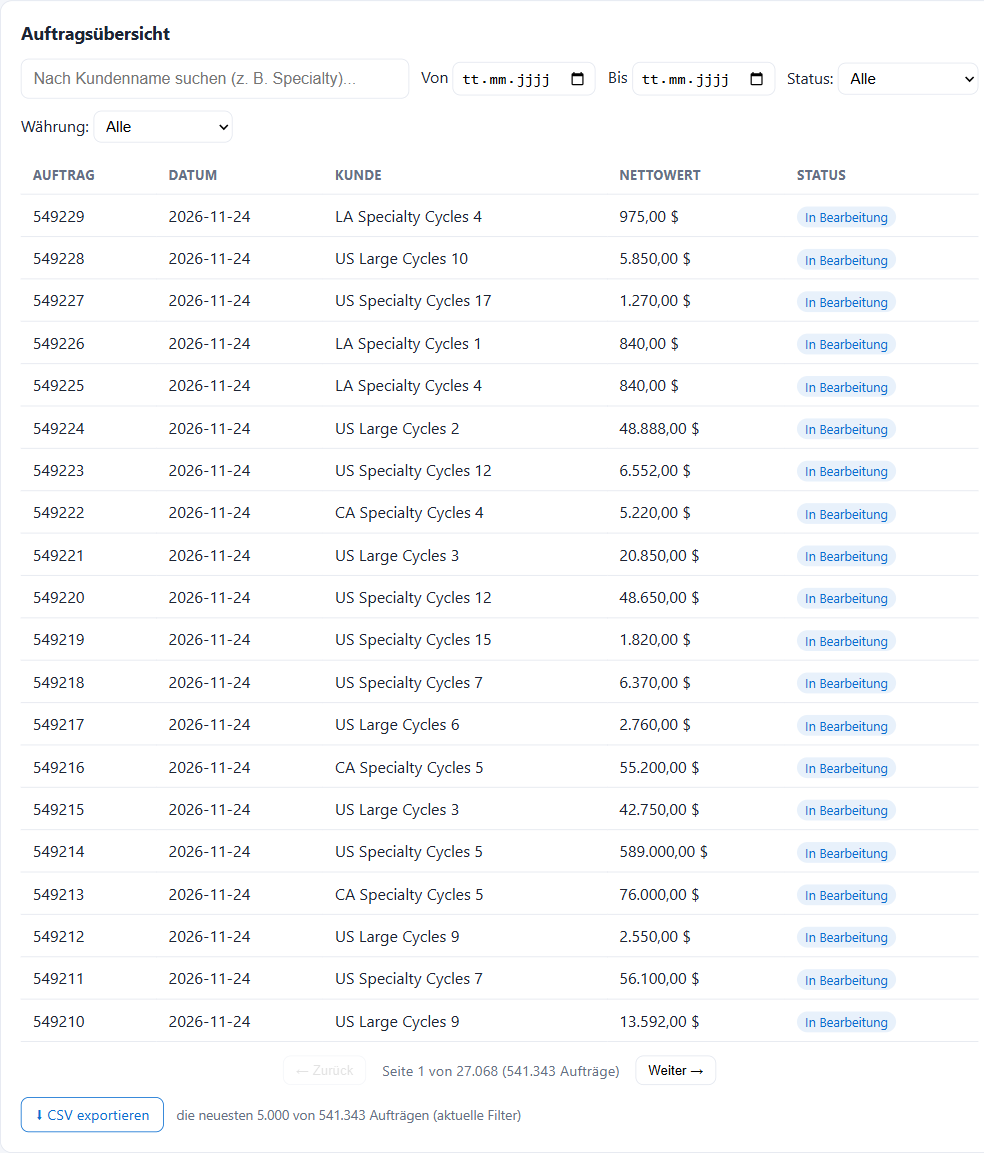 Auftragsübersicht
Nach Kundenname suchen (z. B. Specialty)... Von tt.mm.jjjj Bis tt.mm.jjjj Status: Alle
Währung: Alle
AUFTRAG DATUM KUNDE NETTOWERT STATUS
549229 2026-11-24 LA Specialty Cycles 4 975,00 $ In Bearbeitung
549228 2026-11-24 US Large Cycles 10 5.850,00 $ In Bearbeitung
549227 2026-11-24 US Specialty Cycles 17 1.270,00 $ In Bearbeitung
549226 2026-11-24 LA Specialty Cycles 1 840,00 $ In Bearbeitung
549225 2026-11-24 LA Specialty Cycles 4 840,00 $ In Bearbeitung
549224 2026-11-24 US Large Cycles 2 48.888,00 $ In Bearbeitung
549223 2026-11-24 US Specialty Cycles 12 6.552,00 $ In Bearbeitung
549222 2026-11-24 CA Specialty Cycles 4 5.220,00 $ In Bearbeitung
549221 2026-11-24 US Large Cycles 3 20.850,00 $ In Bearbeitung
549220 2026-11-24 US Specialty Cycles 12 48.650,00 $ In Bearbeitung
549219 2026-11-24 US Specialty Cycles 15 1.820,00 $ In Bearbeitung
549218 2026-11-24 US Specialty Cycles 7 6.370,00 $ In Bearbeitung
549217 2026-11-24 US Large Cycles 6 2.760,00 $ In Bearbeitung
549216 2026-11-24 CA Specialty Cycles 5 55.200,00 $ In Bearbeitung
549215 2026-11-24 US Large Cycles 3 42.750,00 $ In Bearbeitung
549214 2026-11-24 US Specialty Cycles 5 589.000,00 $ In Bearbeitung
549213 2026-11-24 CA Specialty Cycles 5 76.000,00 $ In Bearbeitung
549212 2026-11-24 US Large Cycles 9 2.550,00 $ In Bearbeitung
549211 2026-11-24 US Specialty Cycles 7 56.100,00 $ In Bearbeitung
549210 2026-11-24 US Large Cycles 9 13.592,00 $ In Bearbeitung
← Zurück Seite 1 von 27.068 (541.343 Aufträge) Weiter →
⬇ CSV exportieren die neuesten 5.000 von 541.343 Aufträgen (aktuelle Filter)